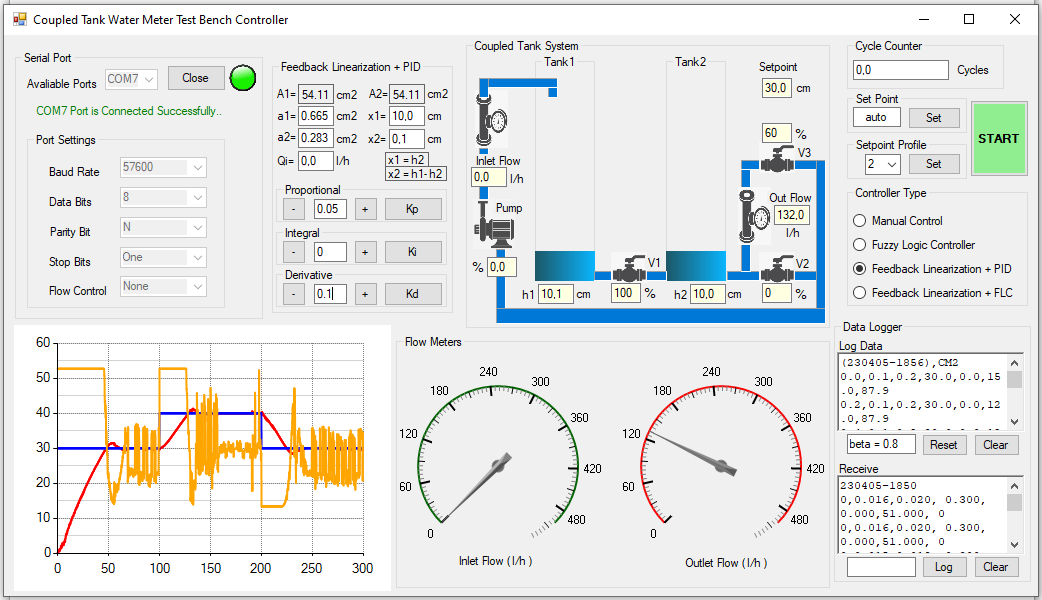 Coupled Tank Water Meter Test Bench Controller
Serial Port
Avaliable Ports COM7 Close
COM7 Port is Connected Successfully..
Port Settings
Baud Rate 57600
Data Bits 8
Parity Bit N
Stop Bits One
Flow Control None
Feedback Linearization + PID
A1= 54.11 cm2 A2= 54.11 cm2
a1= 0.665 cm2 x1= 10,0 cm
a2= 0.283 cm2 x2= 0,1 cm
Qi= 0,0 l/h x1 = h2
x2 = h1- h2
Proportional
- 0.05 + Kp
Integral
- 0 + Ki
Derivative
- 0.1 + Kd
Coupled Tank System
Tank1
Tank2
Setpoint
30,0 cm
60 %
V3
Inlet Flow
0,0 l/h
Pump
% 0,0
Out Flow
132,0
l/h
V1
V2
h1 10,1 cm
100 %
h2 10,0 cm
0 %
Cycle Counter
0,0 Cycles
Set Point
auto Set
START
Setpoint Profile
2 Set
Controller Type
Manual Control
Fuzzy Logic Controller
Feedback Linearization + PID
Feedback Linearization + FLC
60
50
40
30
20
10
0
0 50 100 150 200 250 300
Flow Meters
0 60 120 180 240 300 360 420 480
Inlet Flow ( l/h )
0 60 120 180 240 300 360 420 480
Outlet Flow ( l/h )
Data Logger
Log Data
(230405-1856),CM2
0.0,0.1,0.2,30.0,0.0,15
.0,87.9
0.2,0.1,0.2,30.0,0.0,12
.0,87.9
beta = 0.8 Reset Clear
Receive
230405-1850
0,0.016,0.020, 0.300,
0.000,51.000, 0
0,0.016,0.020, 0.300,
0.000,51.000, 0
Log Clear